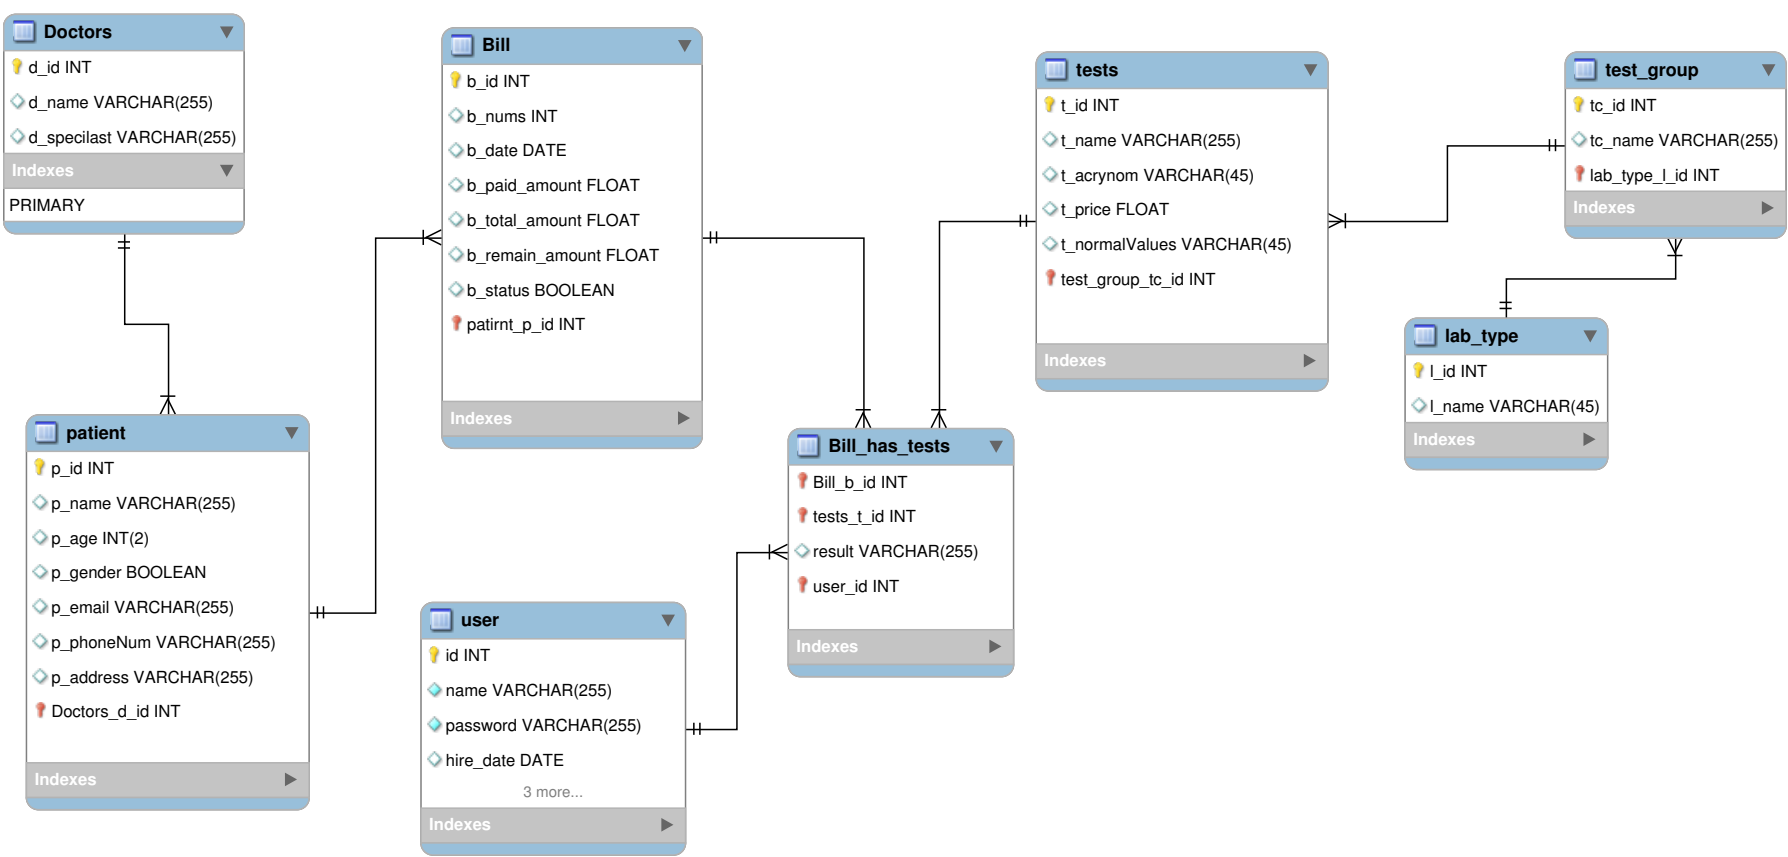 Doctors
d_id INT
d_name VARCHAR(255)
d_specilast VARCHAR(255)
Indexes
PRIMARY
patient
p_id INT
p_name VARCHAR(255)
p_age INT(2)
p_gender BOOLEAN
p_email VARCHAR(255)
p_phoneNum VARCHAR(255)
p_address VARCHAR(255)
Doctors_d_id INT
Indexes
Bill
b_id INT
b_nums INT
b_date DATE
b_paid_amount FLOAT
b_total_amount FLOAT
b_remain_amount FLOAT
b_status BOOLEAN
patirnt_p_id INT
Indexes
user
id INT
name VARCHAR(255)
password VARCHAR(255)
hire_date DATE
3 more...
Indexes
Bill_has_tests
Bill_b_id INT
tests_t_id INT
result VARCHAR(255)
user_id INT
Indexes
tests
t_id INT
t_name VARCHAR(255)
t_acrynom VARCHAR(45)
t_price FLOAT
t_normalValues VARCHAR(45)
test_group_tc_id INT
Indexes
test_group
tc_id INT
tc_name VARCHAR(255)
lab_type_l_id INT
Indexes
lab_type
l_id INT
l_name VARCHAR(45)
Indexes